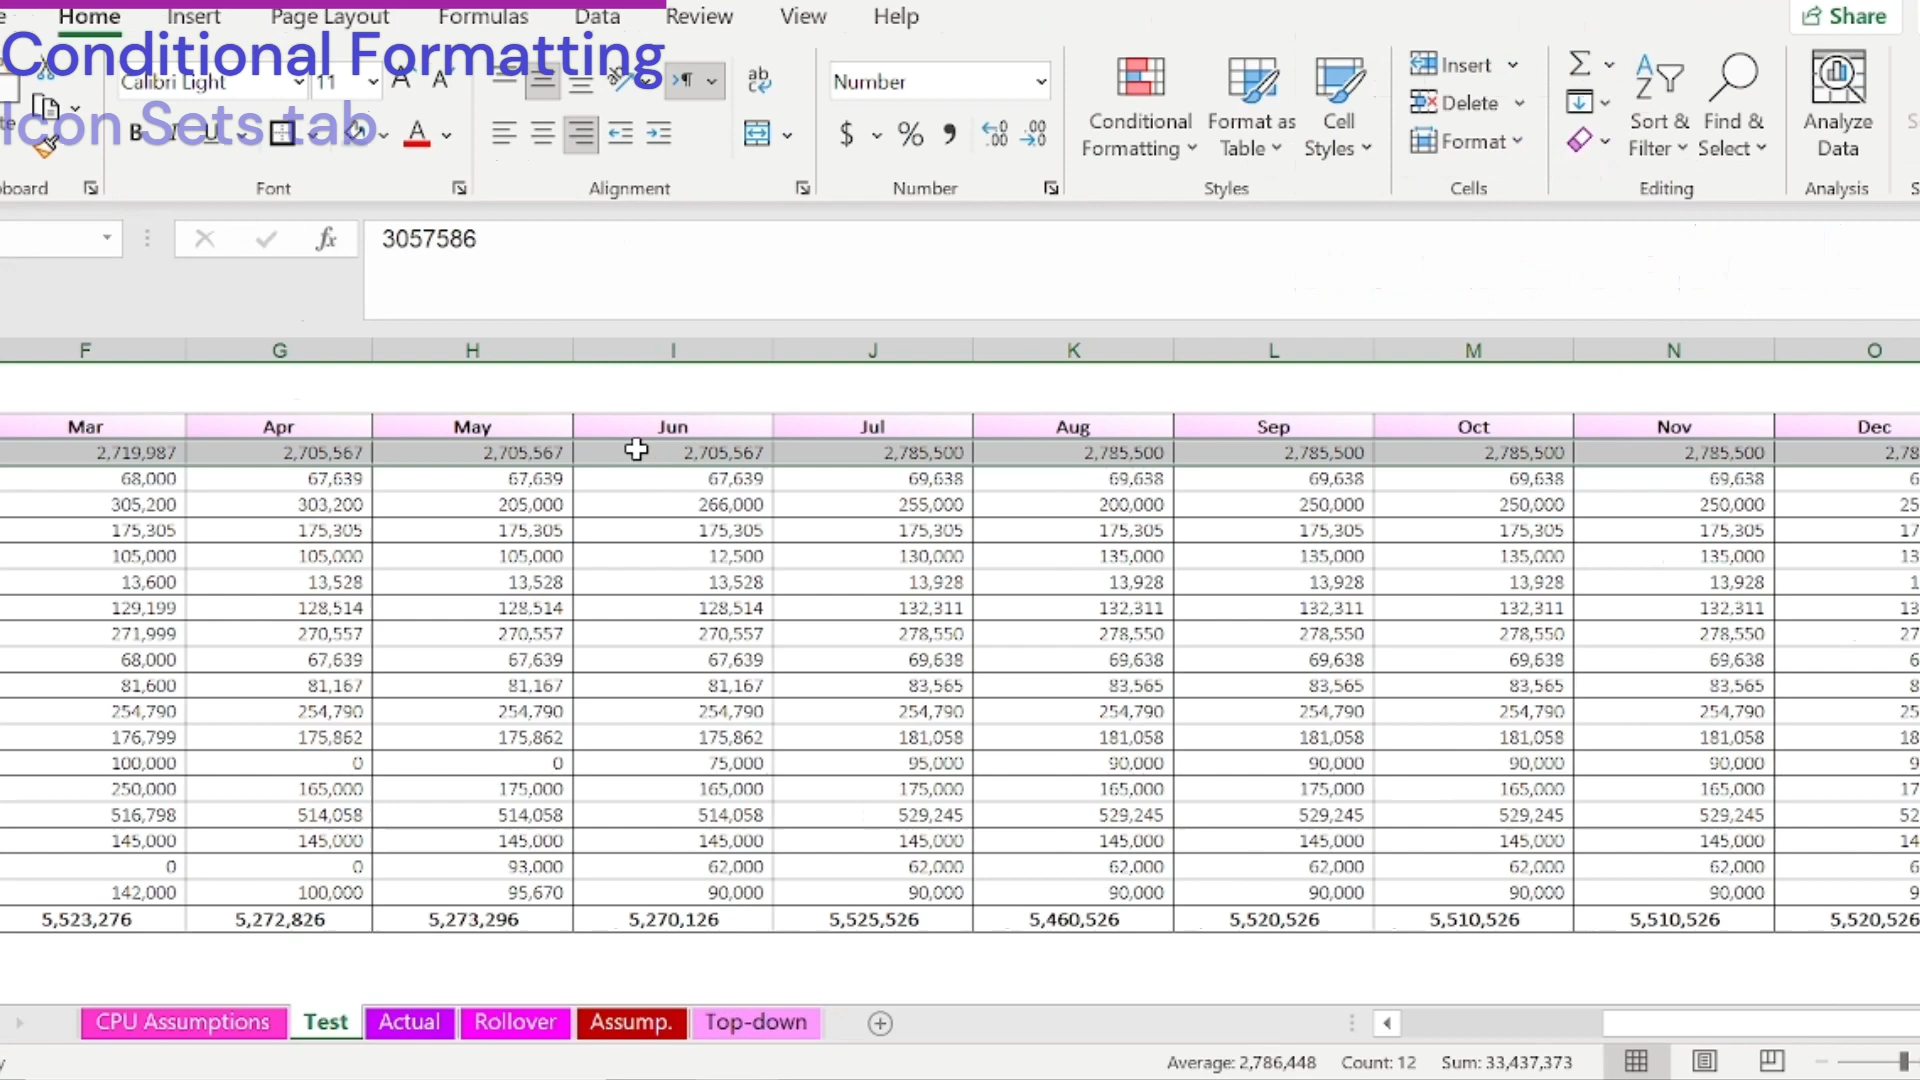 Home Insert Page Layout Formulas Data Review View Help Share
Conditional Formatting
Icon Sets tab
Calibri Light 11 Number
B I U
$ % Conditional Formatting Format as Table Cell Styles
Insert
Delete
Format
Sort & Filter Find & Select Analyze Data
Font Alignment Number Styles Cells Editing Analysis
fx 3057586
F G H I J K L M N O
Mar Apr May Jun Jul Aug Sep Oct Nov Dec
2,719,987 2,705,567 2,705,567 2,705,567 2,785,500 2,785,500 2,785,500 2,785,500 2,785,500 2,78
68,000 67,639 67,639 67,639 69,638 69,638 69,638 69,638 69,638 6
305,200 303,200 205,000 266,000 255,000 200,000 250,000 250,000 250,000 25
175,305 175,305 175,305 175,305 175,305 175,305 175,305 175,305 175,305 17
105,000 105,000 105,000 12,500 130,000 135,000 135,000 135,000 135,000 13
13,600 13,528 13,528 13,528 13,928 13,928 13,928 13,928 13,928 1
129,199 128,514 128,514 128,514 132,311 132,311 132,311 132,311 132,311 13
271,999 270,557 270,557 270,557 278,550 278,550 278,550 278,550 278,550 27
68,000 67,639 67,639 67,639 69,638 69,638 69,638 69,638 69,638 6
81,600 81,167 81,167 81,167 83,565 83,565 83,565 83,565 83,565 8
254,790 254,790 254,790 254,790 254,790 254,790 254,790 254,790 254,790 25
176,799 175,862 175,862 175,862 181,058 181,058 181,058 181,058 181,058 18
100,000 0 0 75,000 95,000 90,000 90,000 90,000 90,000 9
250,000 165,000 175,000 165,000 175,000 165,000 175,000 165,000 165,000 17
516,798 514,058 514,058 514,058 529,245 529,245 529,245 529,245 529,245 52
145,000 145,000 145,000 145,000 145,000 145,000 145,000 145,000 145,000 14
0 0 93,000 62,000 62,000 62,000 62,000 62,000 62,000 6
142,000 100,000 95,670 90,000 90,000 90,000 90,000 90,000 90,000 9
5,523,276 5,272,826 5,273,296 5,270,126 5,525,526 5,460,526 5,520,526 5,510,526 5,510,526 5,520,526
CPU Assumptions Test Actual Rollover Assump. Top-down
Average: 2,786,448 Count: 12 Sum: 33,437,373